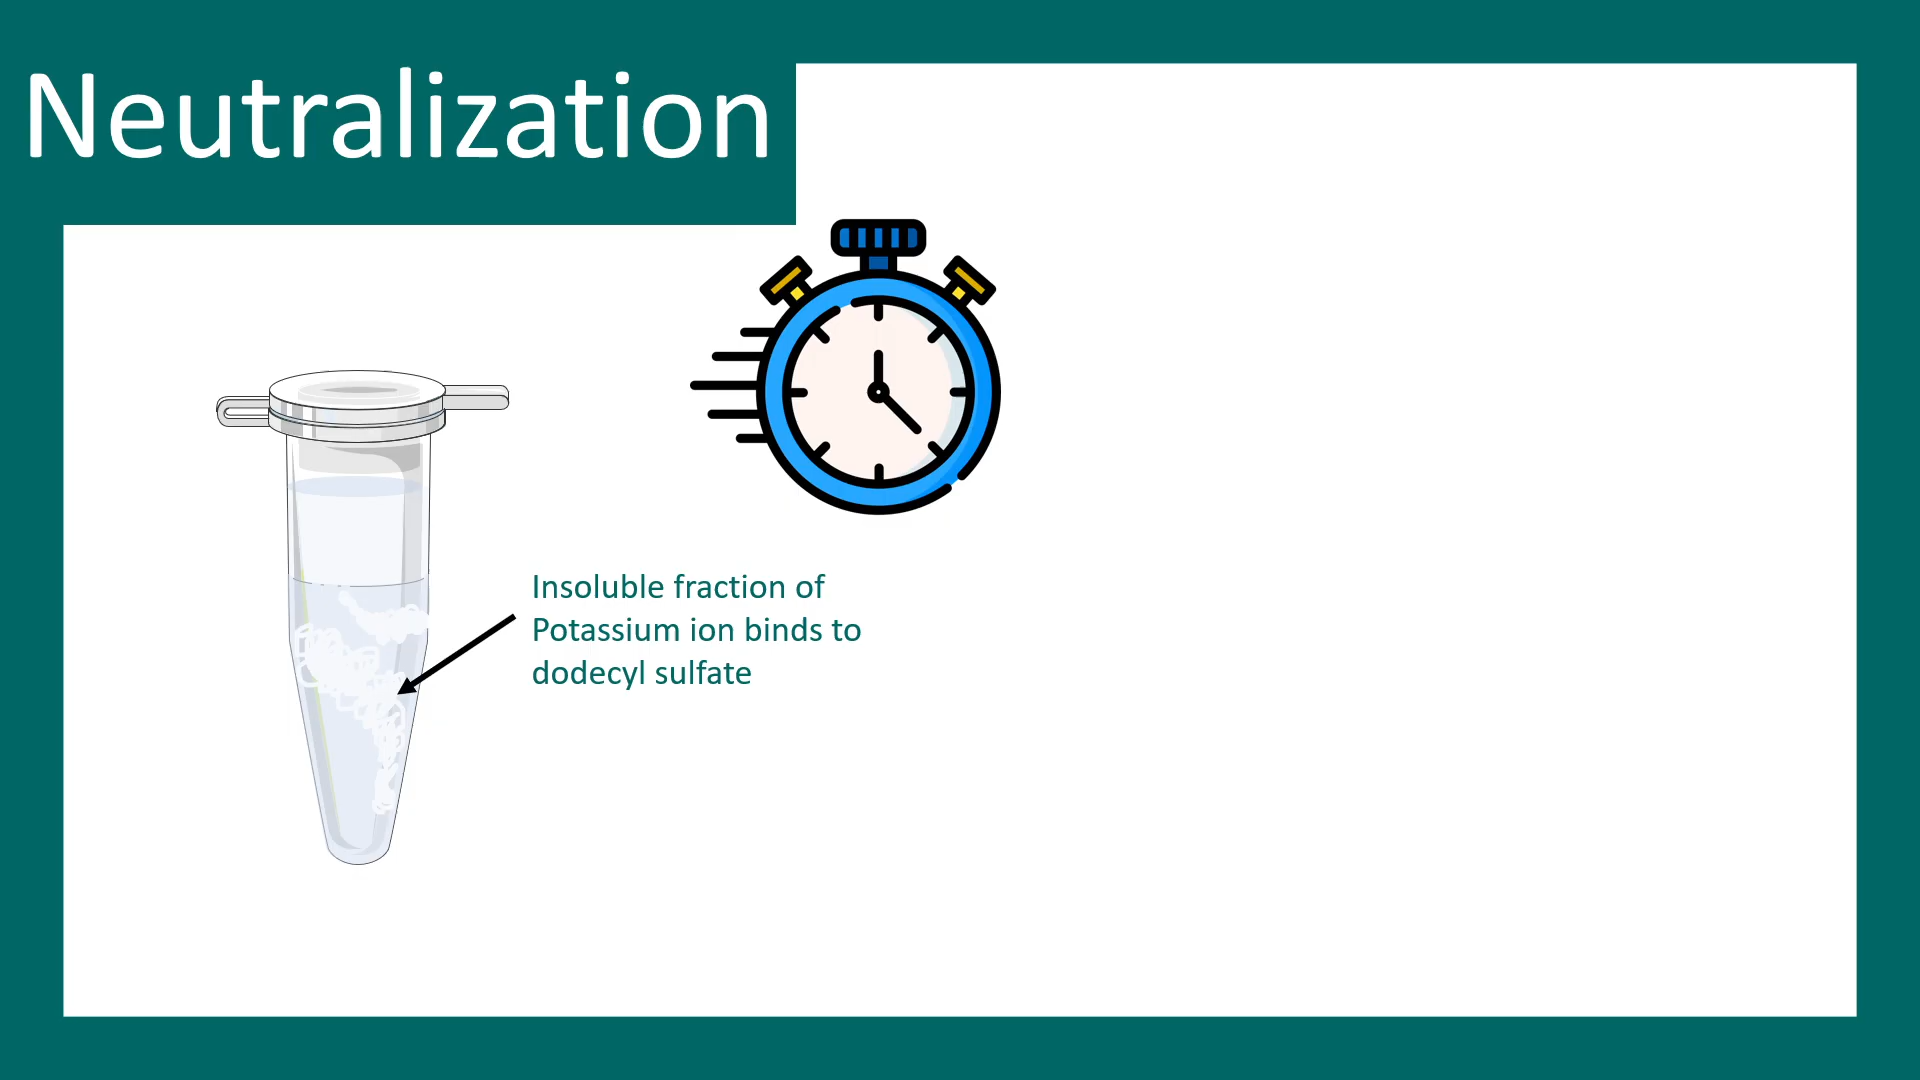 Neutralization
Insoluble fraction of
Potassium ion binds to
dodecyl sulfate